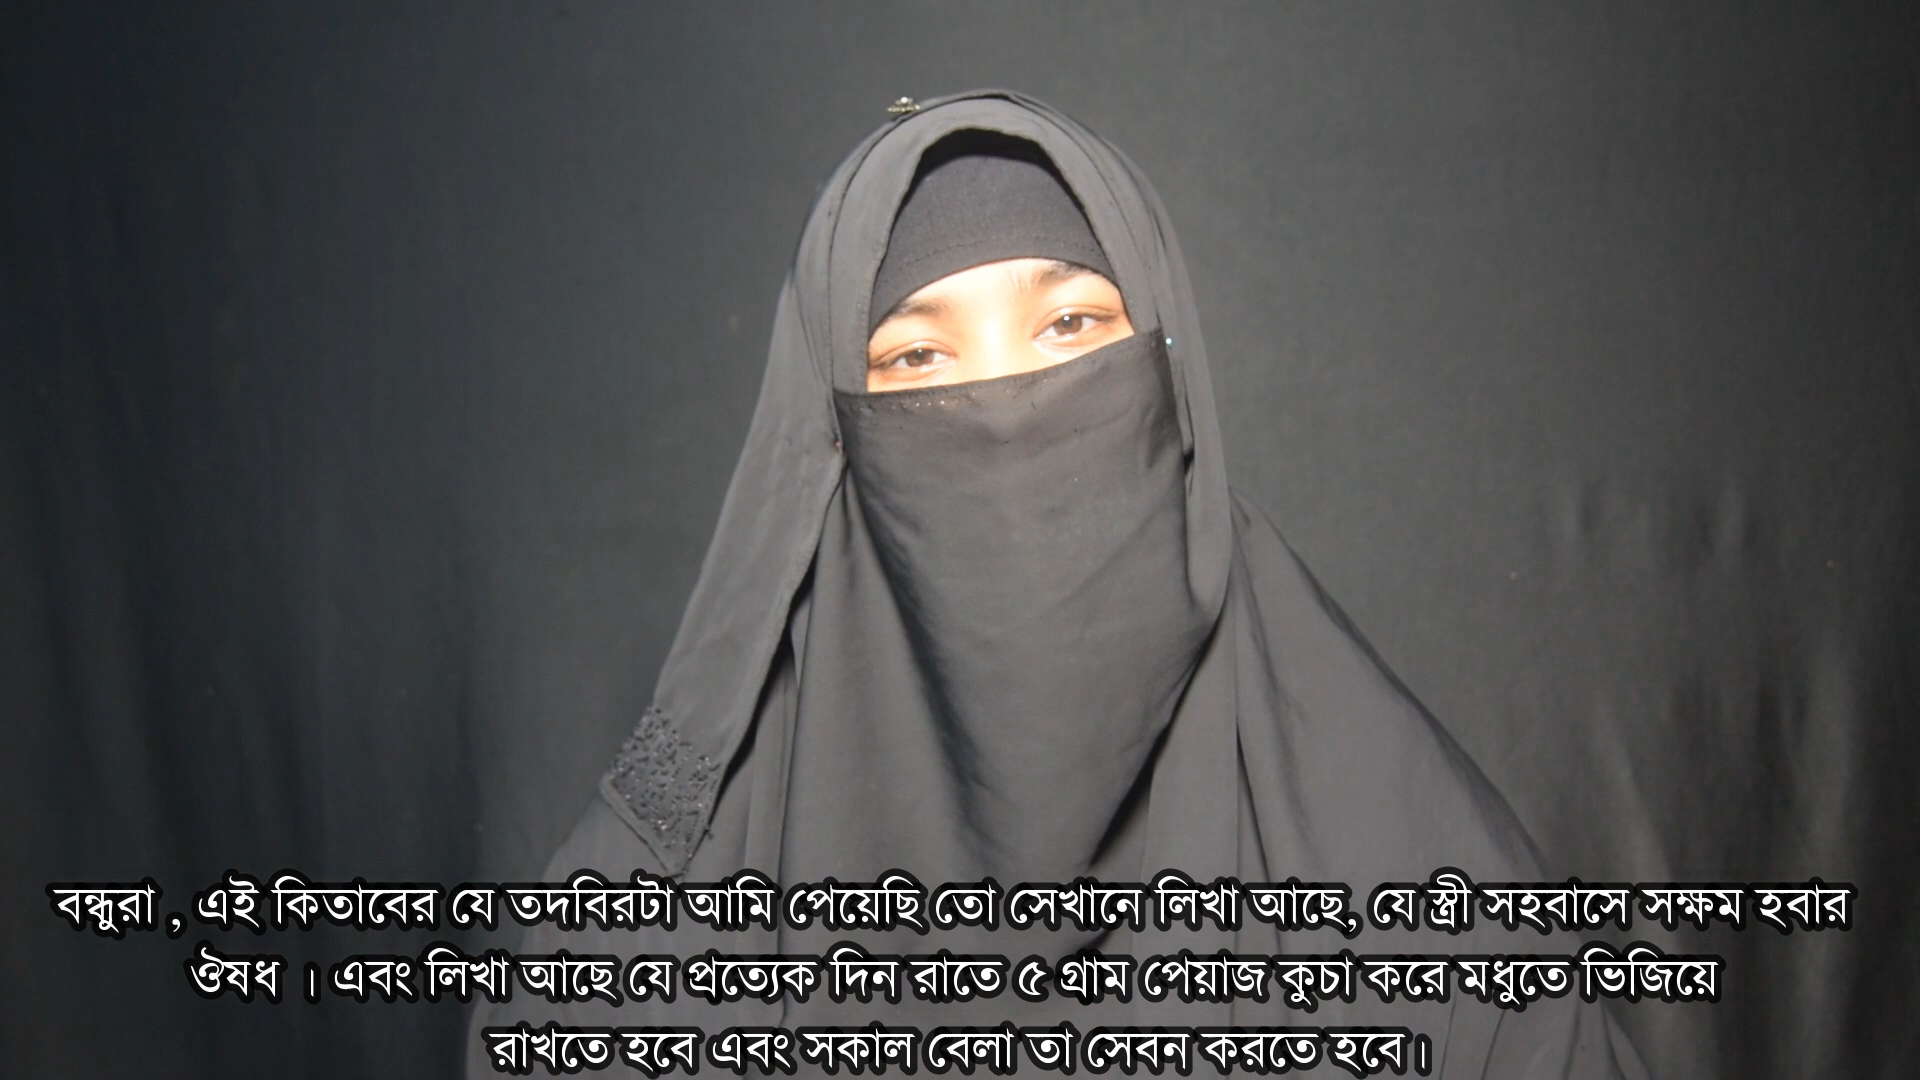 বন্ধুরা , এই কিতাবের যে তদবিরটা আমি পেয়েছি তো সেখানে লিখা আছে, যে স্ত্রী সহবাসে সক্ষম হবার
ঔষধ । এবং লিখা আছে যে প্রত্যেক দিন রাতে ৫ গ্রাম পেয়াজ কুচা করে মধুতে ভিজিয়ে
রাখতে হবে এবং সকাল বেলা তা সেবন করতে হবে।